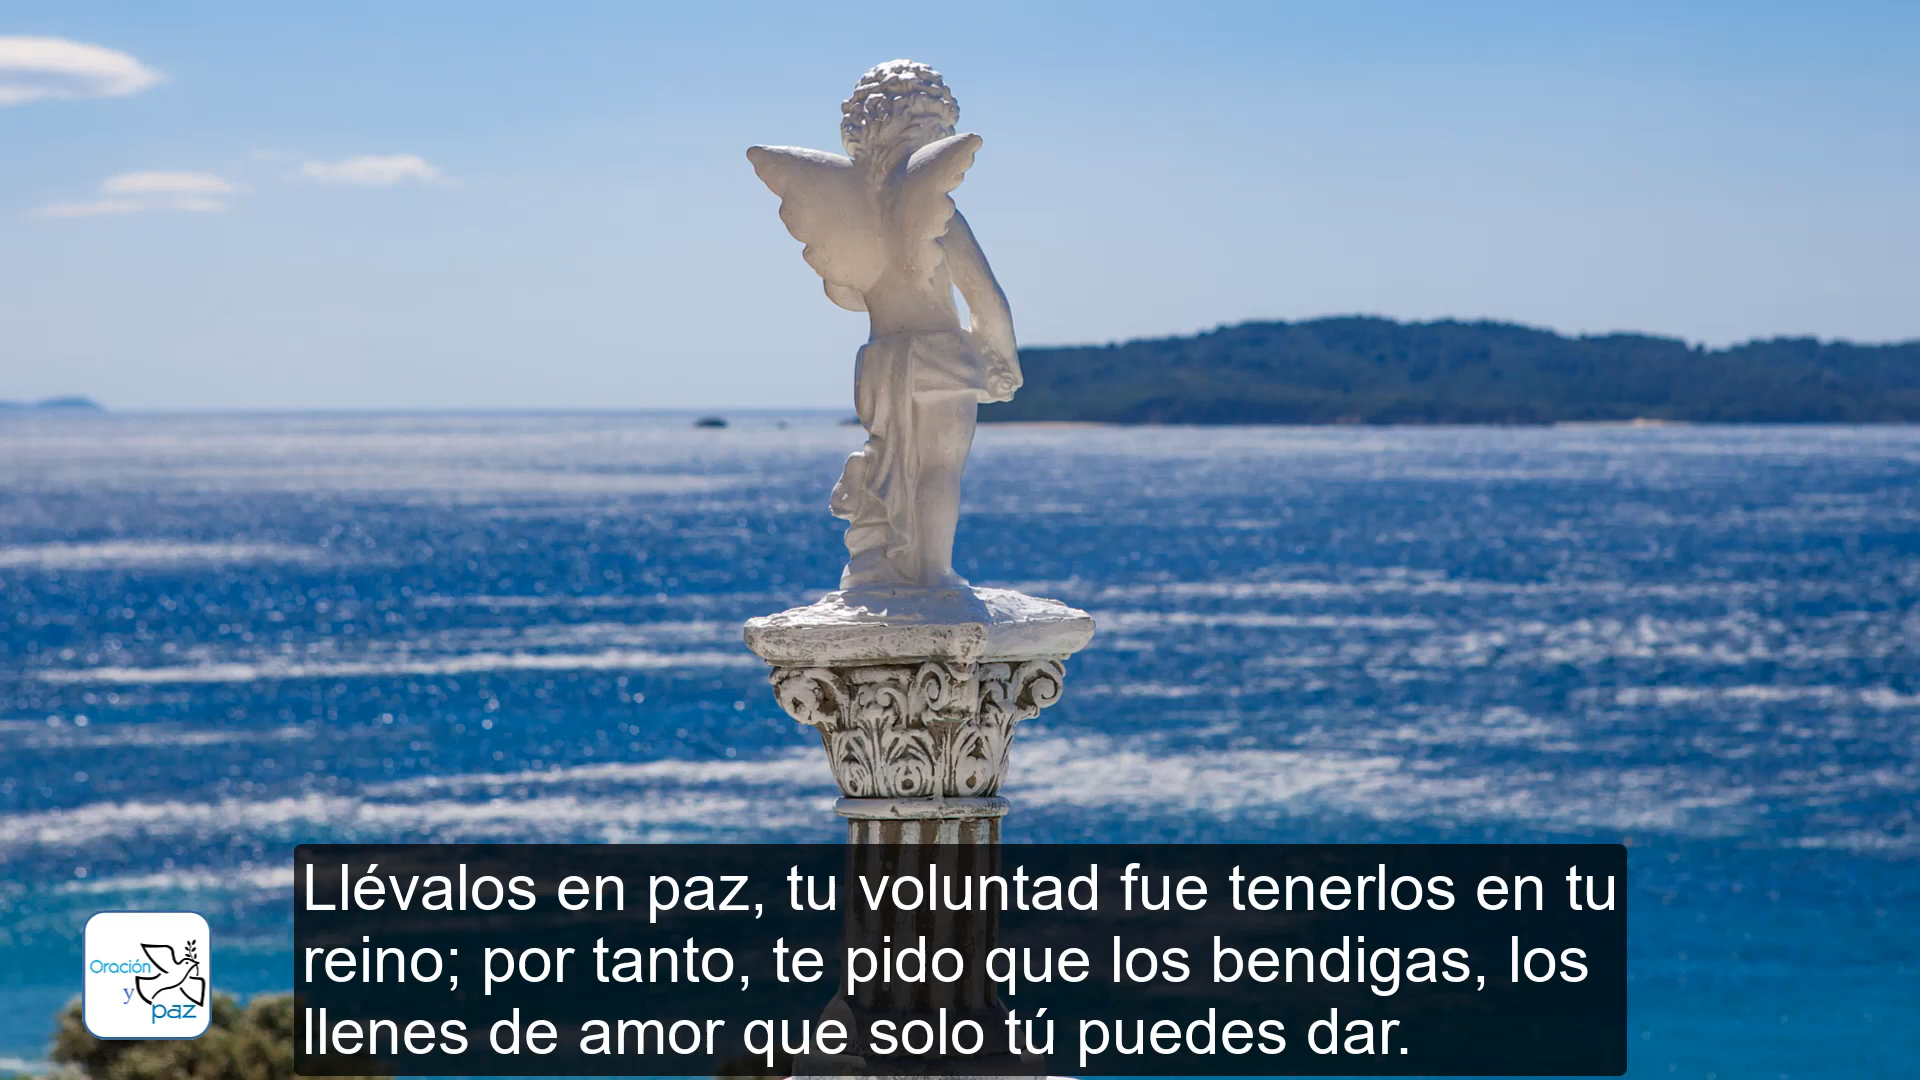 Llévalos en paz, tu voluntad fue tenerlos en tu
reino; por tanto, te pido que los bendigas, los
llenes de amor que solo tú puedes dar.
Oración
y
paz